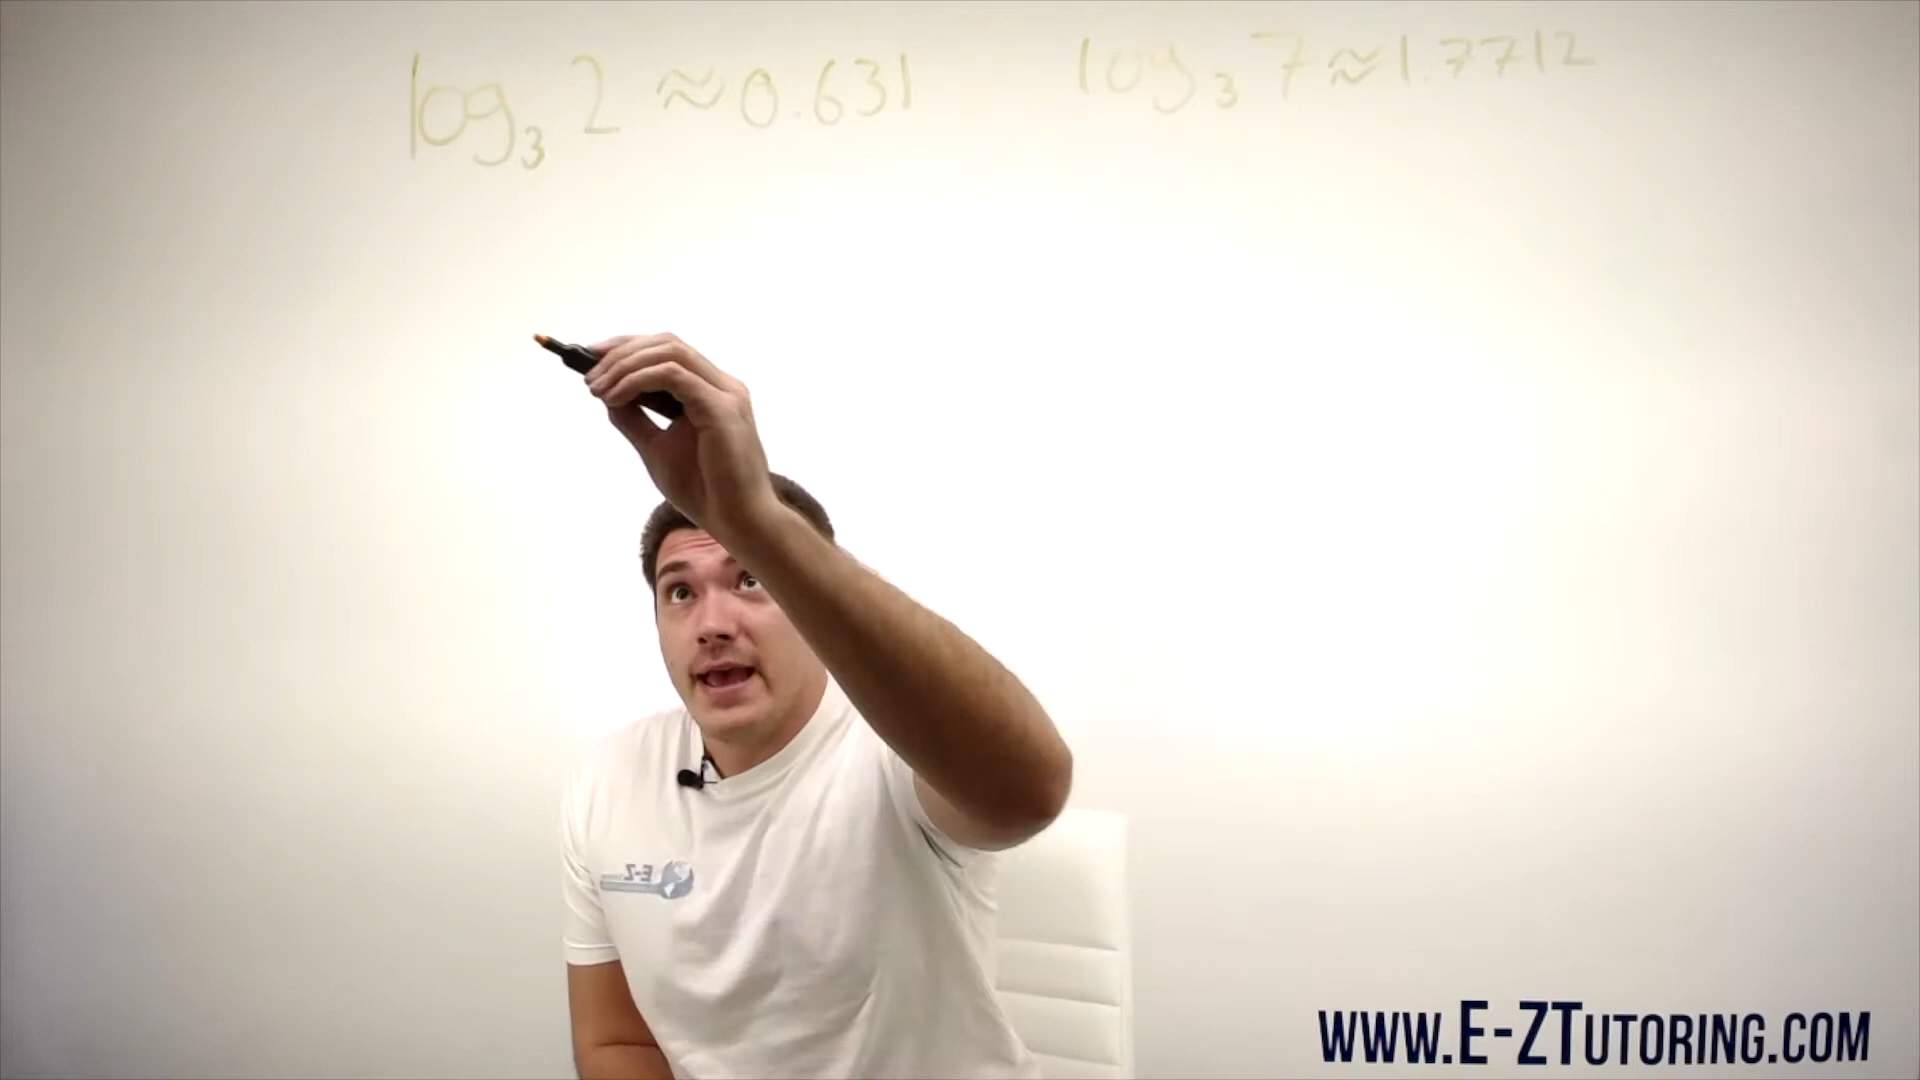 log₃ 2 ≈ 0.631
log₃ 7 ≈ 1.7712
E-Z
www.E-ZTutoring.com